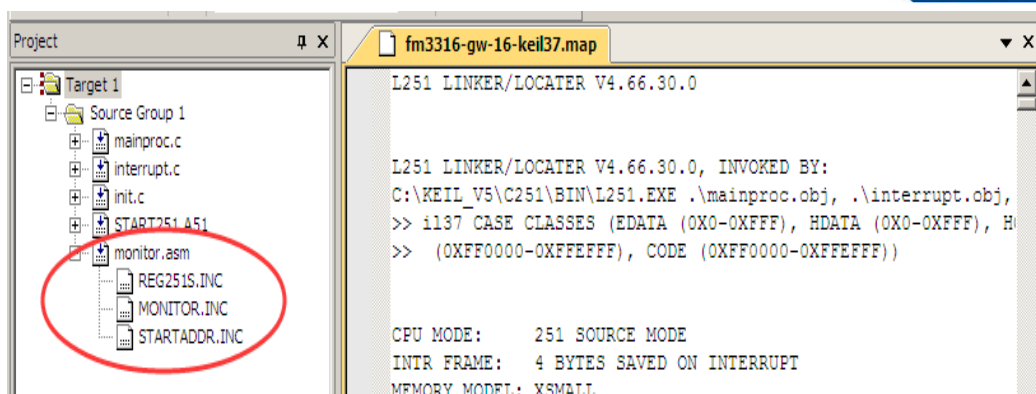 Project
Target 1
Source Group 1
mainproc.c
interrupt.c
init.c
START251.A51
monitor.asm
REG251S.INC
MONITOR.INC
STARTADDR.INC
fm3316-gw-16-keil37.map
L251 LINKER/LOCATER V4.66.30.0
L251 LINKER/LOCATER V4.66.30.0, INVOKED BY:
C:\KEIL_V5\C251\BIN\L251.EXE .\mainproc.obj, .\interrupt.obj,
>> il37 CASE CLASSES (EDATA (0X0-0XFFF), HDATA (0X0-0XFFF),
>> (0XFF0000-0XFFEFFF), CODE (0XFF0000-0XFFEFFF))
CPU MODE: 251 SOURCE MODE
INTR FRAME: 4 BYTES SAVED ON INTERRUPT
MEMORY MODEL: XSMALL